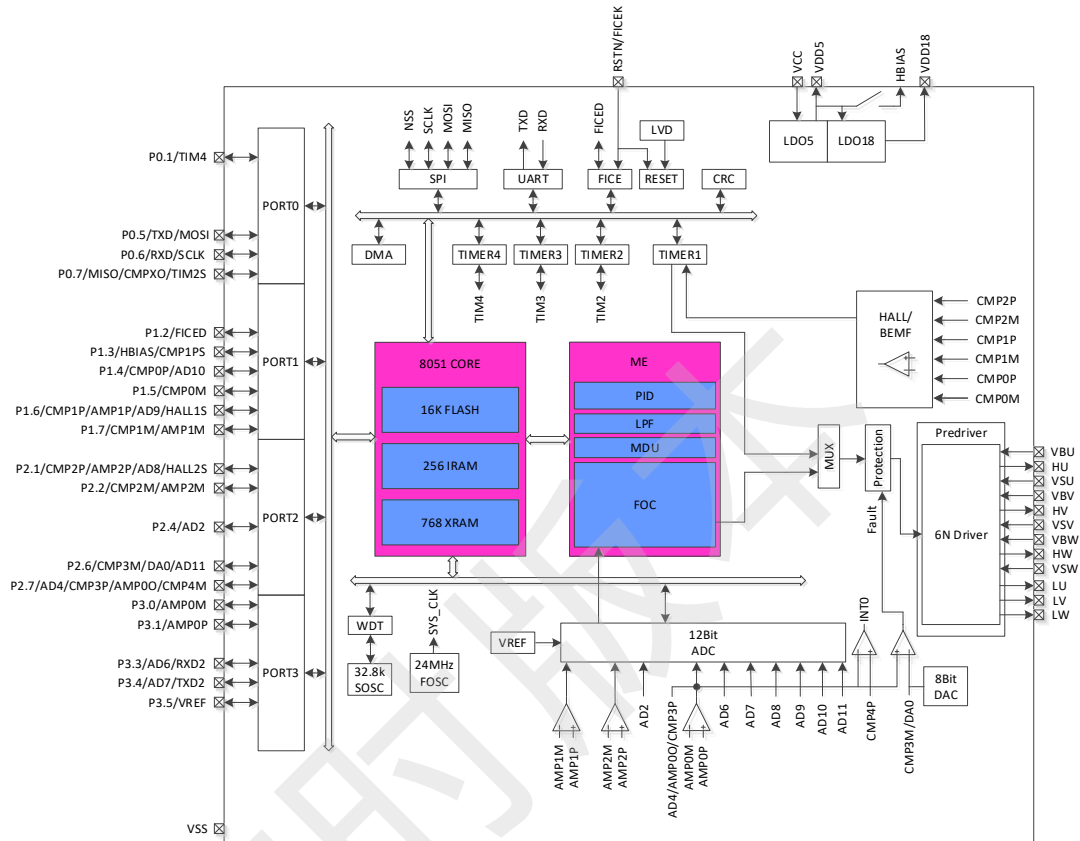 RSTN/FICEK
VCC
VDD5
HBIAS
VDD18
NSS
SCLK
MOSI
MISO
TXD
RXD
FICED
LVD
LDO5
LDO18
SPI
UART
FICE
RESET
CRC
DMA
TIMER4
TIMER3
TIMER2
TIMER1
TIM4
TIM3
TIM2
P0.1/TIM4
P0.5/TXD/MOSI
P0.6/RXD/SCLK
P0.7/MISO/CMPXO/TIM2S
PORT0
P1.2/FICED
P1.3/HBIAS/CMP1PS
P1.4/CMP0P/AD10
P1.5/CMP0M
P1.6/CMP1P/AMP1P/AD9/HALL1S
P1.7/CMP1M/AMP1M
PORT1
P2.1/CMP2P/AMP2P/AD8/HALL2S
P2.2/CMP2M/AMP2M
P2.4/AD2
P2.6/CMP3M/DA0/AD11
P2.7/AD4/CMP3P/AMP0O/CMP4M
PORT2
P3.0/AMP0M
P3.1/AMP0P
P3.3/AD6/RXD2
P3.4/AD7/TXD2
P3.5/VREF
PORT3
VSS
8051 CORE
16K FLASH
256 IRAM
768 XRAM
ME
PID
LPF
MDU
FOC
HALL/
BEMF
CMP2P
CMP2M
CMP1P
CMP1M
CMP0P
CMP0M
MUX
Protection
Fault
Predriver
6N Driver
VBU
HU
VSU
VBV
HV
VSV
VBW
HW
VSW
LU
LV
LW
WDT
32.8k
SOSC
SYS_CLK
24MHz
FOSC
VREF
12Bit
ADC
INT0
8Bit
DAC
AMP1M
AMP1P
AMP2M
AMP2P
AD2
AD4/AMP0O/CMP3P
AMP0M
AMP0P
AD6
AD7
AD8
AD9
AD10
AD11
CMP4P
CMP3M/DA0
时版本